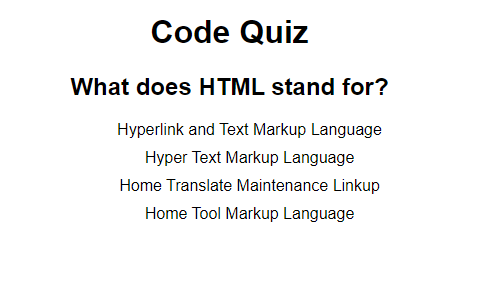 Code Quiz
What does HTML stand for?
Hyperlink and Text Markup Language
Hyper Text Markup Language
Home Translate Maintenance Linkup
Home Tool Markup Language